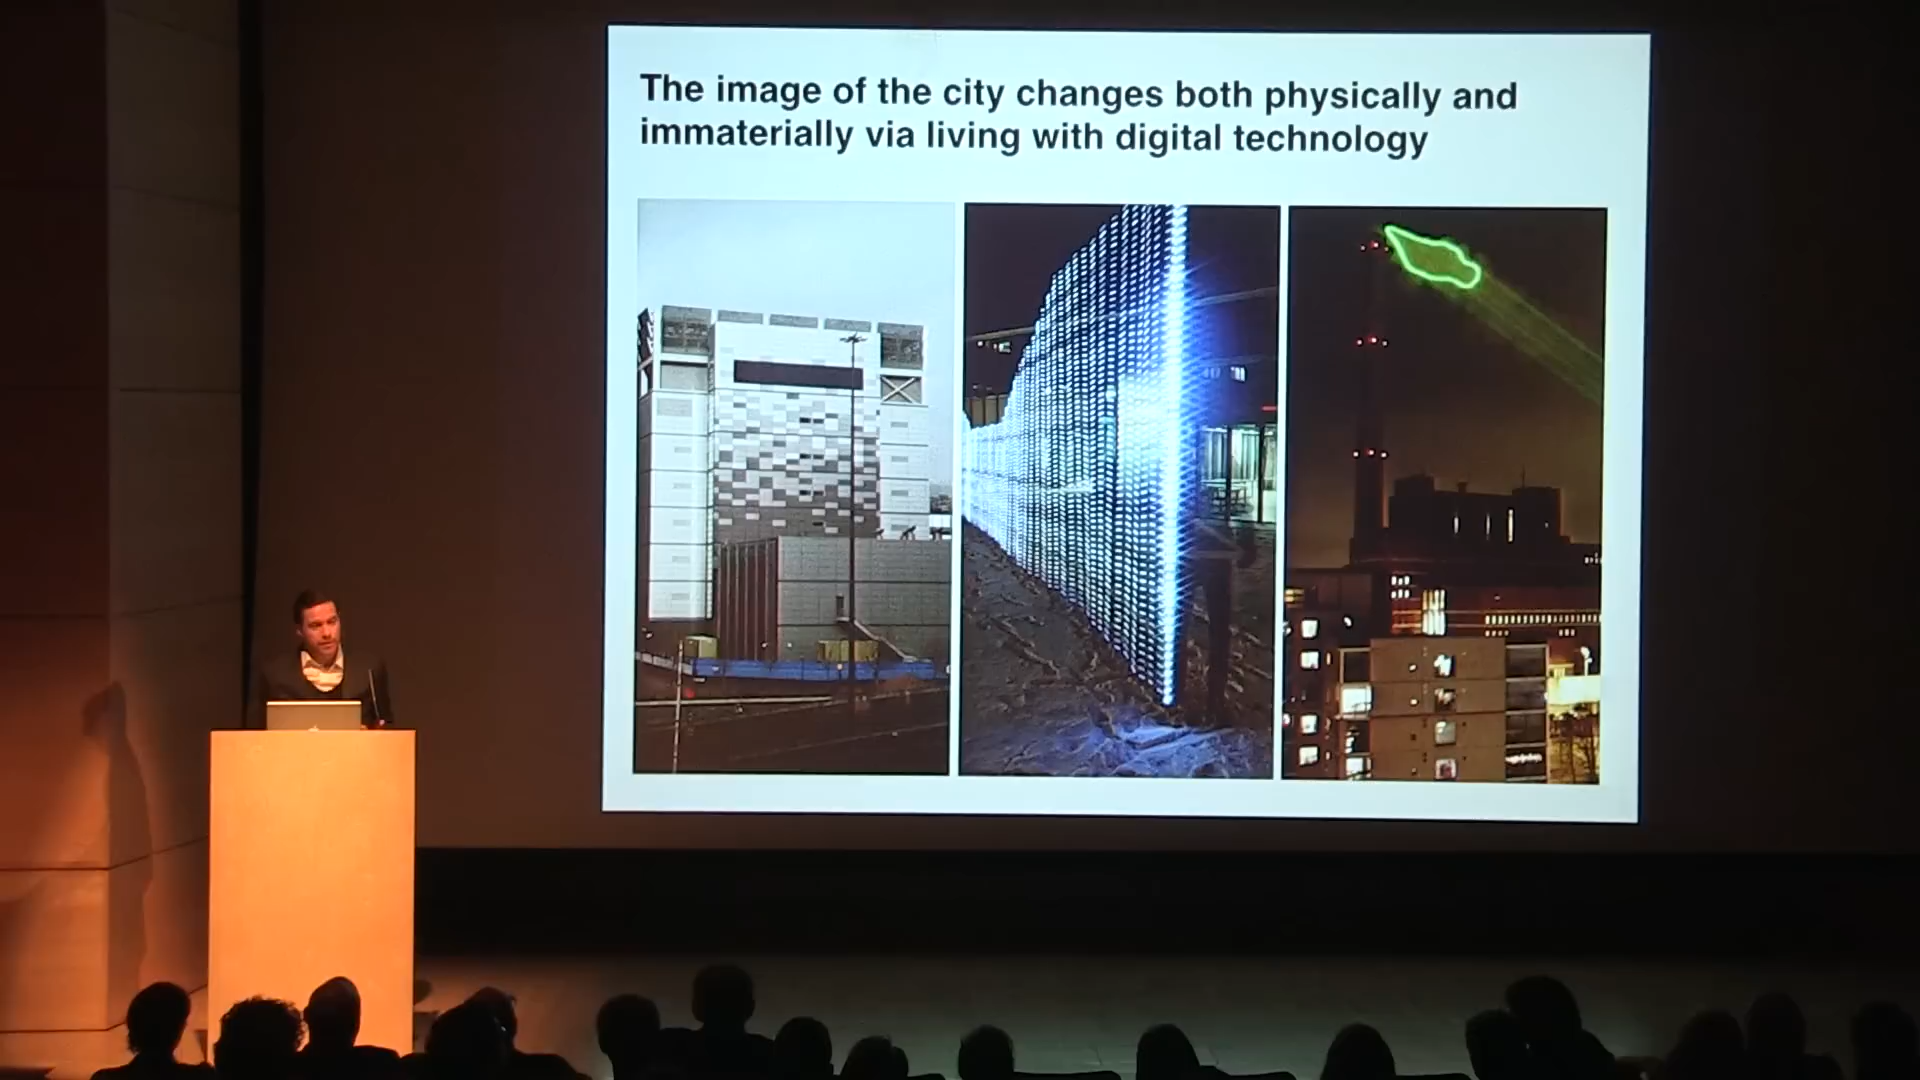 The image of the city changes both physically and
immaterially via living with digital technology